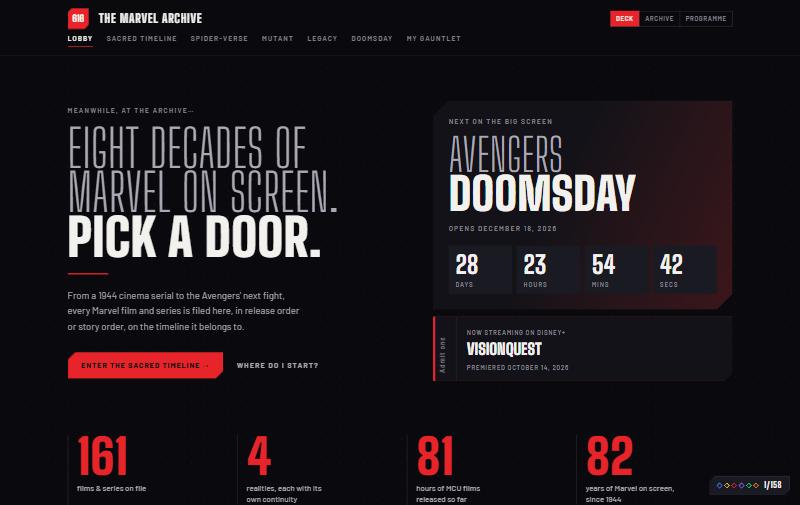 616
THE MARVEL ARCHIVE
DECK
ARCHIVE
PROGRAMME
LOBBY
SACRED TIMELINE
SPIDER-VERSE
MUTANT
LEGACY
DOOMSDAY
MY GAUNTLET
MEANWHILE, AT THE ARCHIVE…
EIGHT DECADES OF
MARVEL ON SCREEN.
PICK A DOOR.
From a 1944 cinema serial to the Avengers' next fight,
every Marvel film and series is filed here, in release order
or story order, on the timeline it belongs to.
ENTER THE SACRED TIMELINE →
WHERE DO I START?
NEXT ON THE BIG SCREEN
AVENGERS
DOOMSDAY
OPENS DECEMBER 18, 2026
28
DAYS
23
HOURS
54
MINS
42
SECS
Admit one
NOW STREAMING ON DISNEY+
VISIONQUEST
PREMIERED OCTOBER 14, 2026
161
films & series on file
4
realities, each with its
own continuity
81
hours of MCU films
released so far
82
years of Marvel on screen,
since 1944
1/158